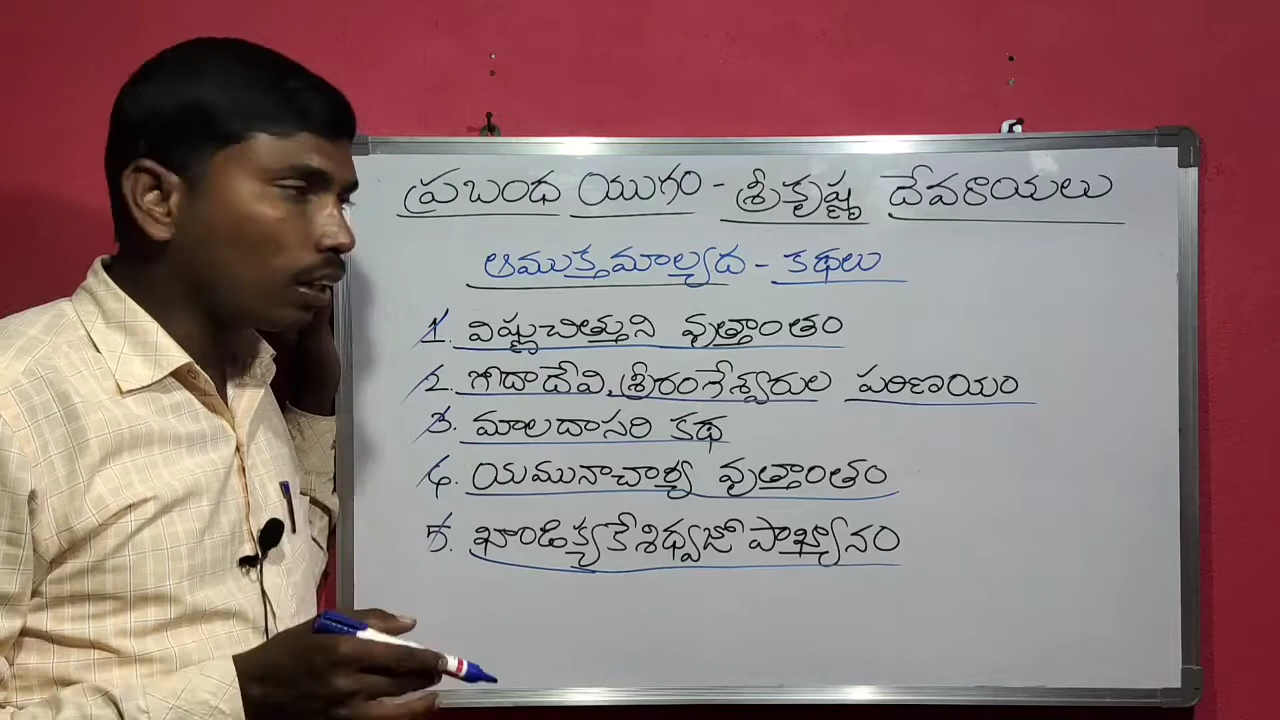 ప్రబంధ యుగం - శ్రీకృష్ణ దేవరాయలు
ఆముక్తమాల్యద - కథలు
1. విష్ణుచిత్తుని వృత్తాంతం
2. గోదాదేవి, శ్రీరంగేశ్వరుల పరిణయం
3. మాలదాసరి కథ
4. యమునాచార్య వృత్తాంతం
5. ఖాండిక్యకేశిధ్వజోపాఖ్యానం